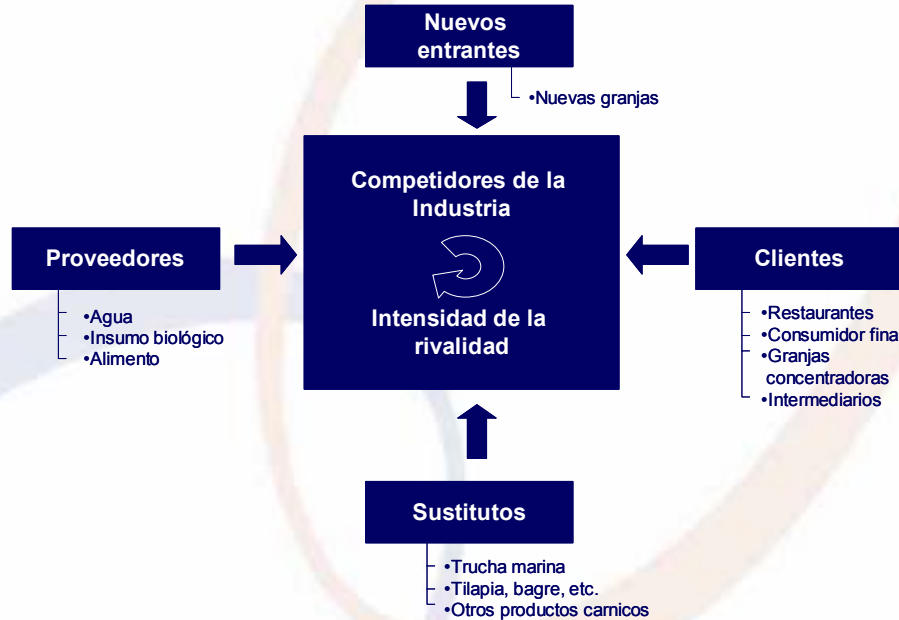 Nuevos
entrantes
•Nuevas granjas
Competidores de la
Industria
Intensidad de la
rivalidad
Proveedores
•Agua
•Insumo biológico
•Alimento
Clientes
•Restaurantes
•Consumidor fina
•Granjas
concentradoras
•Intermediarios
Sustitutos
•Trucha marina
•Tilapia, bagre, etc.
•Otros productos carnicos